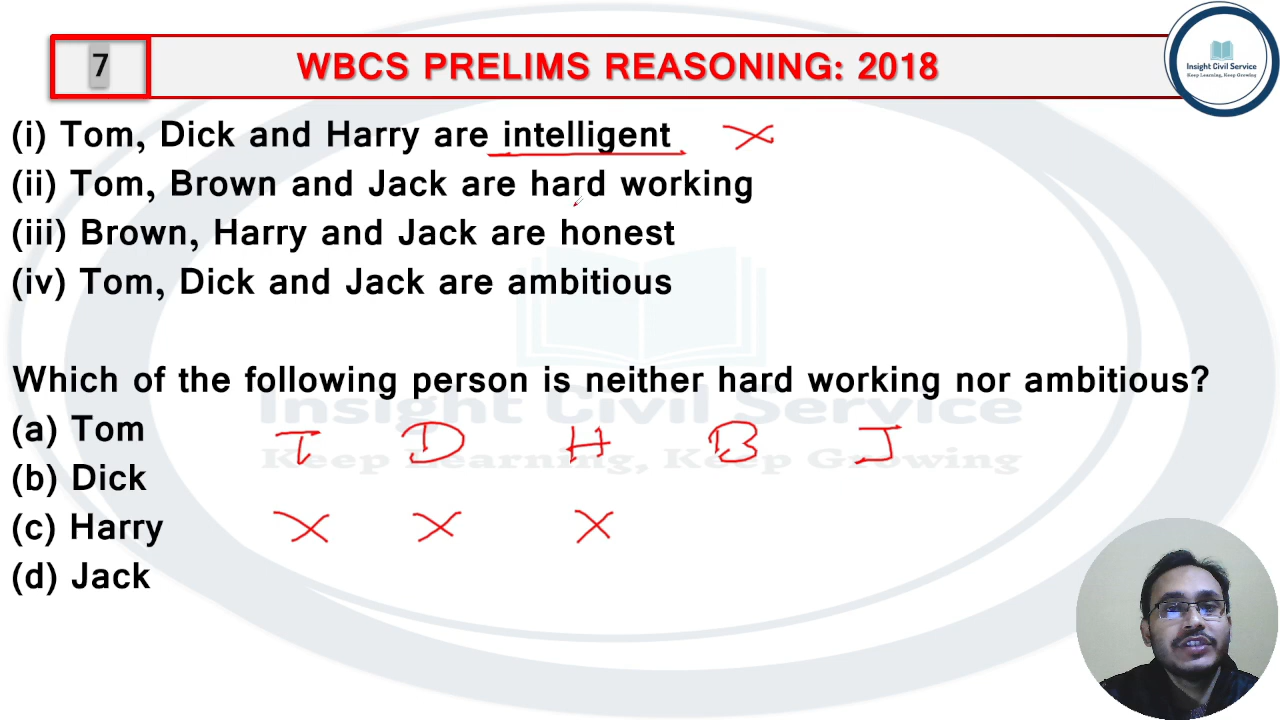 7
WBCS PRELIMS REASONING: 2018
Insight Civil Service
Keep Learning, Keep Growing
(i) Tom, Dick and Harry are intelligent X
(ii) Tom, Brown and Jack are hard working
(iii) Brown, Harry and Jack are honest
(iv) Tom, Dick and Jack are ambitious
Which of the following person is neither hard working nor ambitious?
Insight Civil Service
(a) Tom
T D H B J
Keep Learning, Keep Growing
(b) Dick
(c) Harry
X X X
(d) Jack